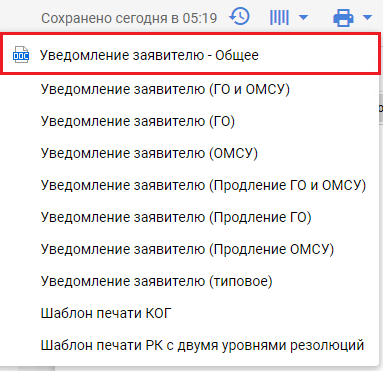 Сохранено сегодня в 05:19
DOC Уведомление заявителю - Общее
Уведомление заявителю (ГО и ОМСУ)
Уведомление заявителю (ГО)
Уведомление заявителю (ОМСУ)
Уведомление заявителю (Продление ГО и ОМСУ)
Уведомление заявителю (Продление ГО)
Уведомление заявителю (Продление ОМСУ)
Уведомление заявителю (типовое)
Шаблон печати КОГ
Шаблон печати РК с двумя уровнями резолюций